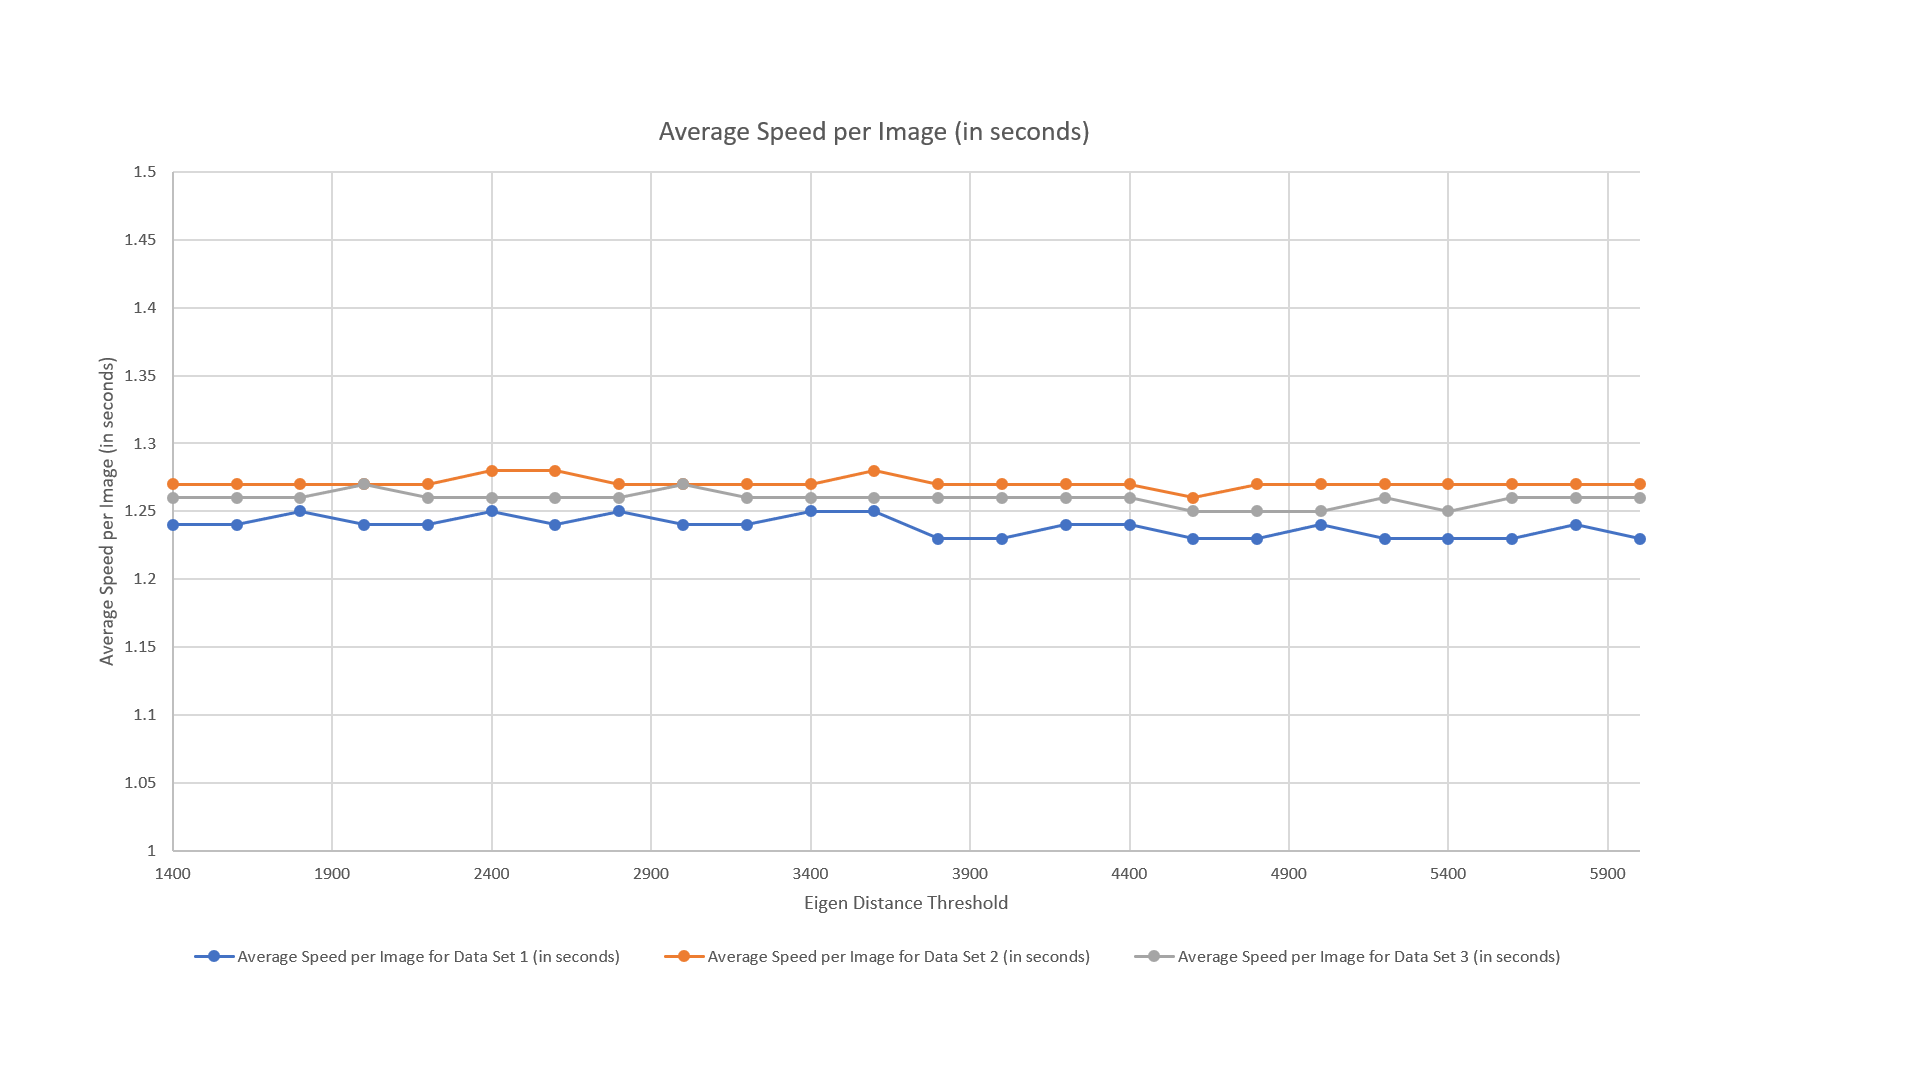 Average Speed per Image (in seconds)
1.5
1.45
1.4
1.35
1.3
1.25
1.2
1.15
1.1
1.05
1
Average Speed per Image (in seconds)
1400 1900 2400 2900 3400 3900 4400 4900 5400 5900
Eigen Distance Threshold
Average Speed per Image for Data Set 1 (in seconds) Average Speed per Image for Data Set 2 (in seconds) Average Speed per Image for Data Set 3 (in seconds)